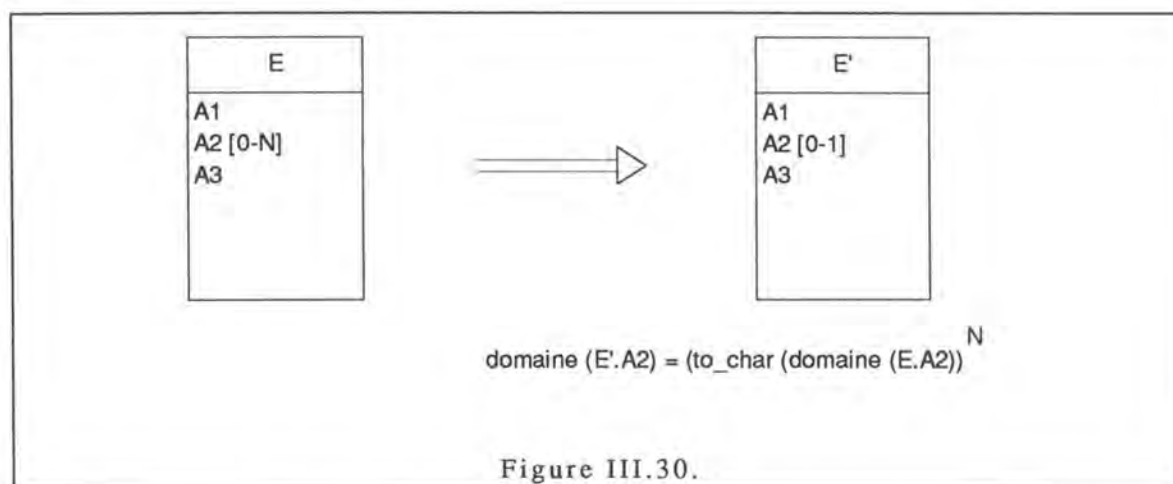 E
A1
A2 [0-N]
A3
E'
A1
A2 [0-1]
A3
domaine (E'.A2) = (to_char (domaine (E.A2)) N
Figure III.30.